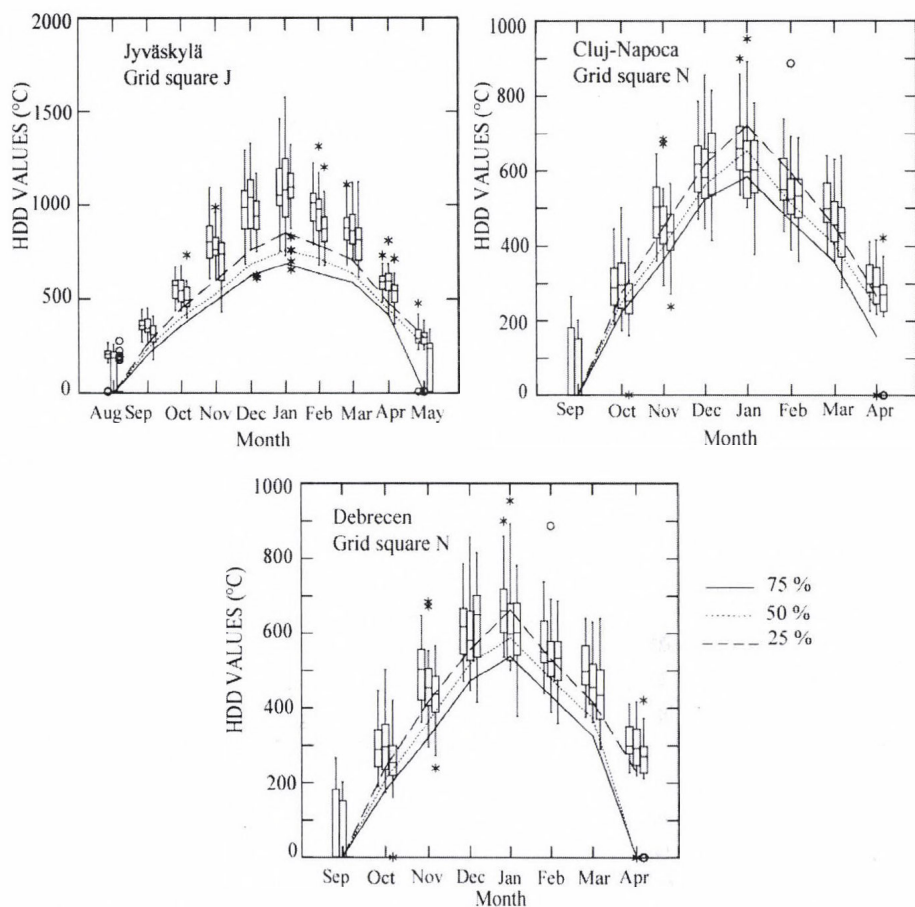 2000
1500
1000
500
0
HDD VALUES (°C)
Jyväskylä
Grid square J
Aug Sep Oct Nov Dec Jan Feb Mar Apr May
Month
1000
800
600
400
200
0
HDD VALUES (°C)
Cluj-Napoca
Grid square N
Sep Oct Nov Dec Jan Feb Mar Apr
Month
1000
800
600
400
200
0
HDD VALUES (°C)
Debrecen
Grid square N
Sep Oct Nov Dec Jan Feb Mar Apr
Month
75 %
50 %
25 %